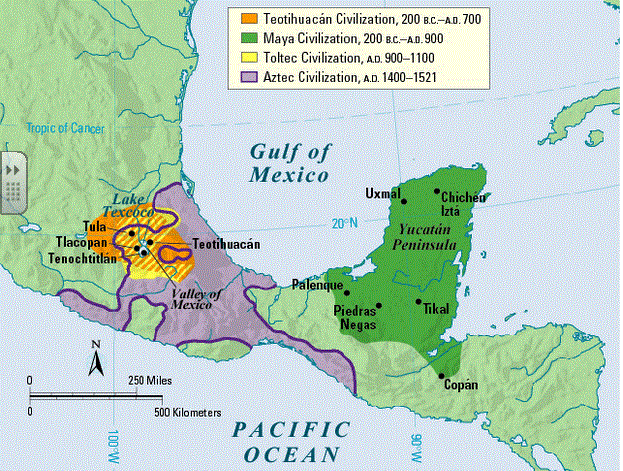 Teotihuacán Civilization, 200 B.C.–A.D. 700
Maya Civilization, 200 B.C.–A.D. 900
Toltec Civilization, A.D. 900–1100
Aztec Civilization, A.D. 1400–1521
Tropic of Cancer
Gulf of
Mexico
Lake
Texcoco
Tula
Tlacopan
Tenochtitlán
Teotihuacán
Valley of
Mexico
20°N
Uxmal
Chichén
Itzá
Yucatán
Peninsula
Palenque
Piedras
Negas
Tikal
Copán
N
0
250 Miles
0
500 Kilometers
100°W
90°W
PACIFIC
OCEAN